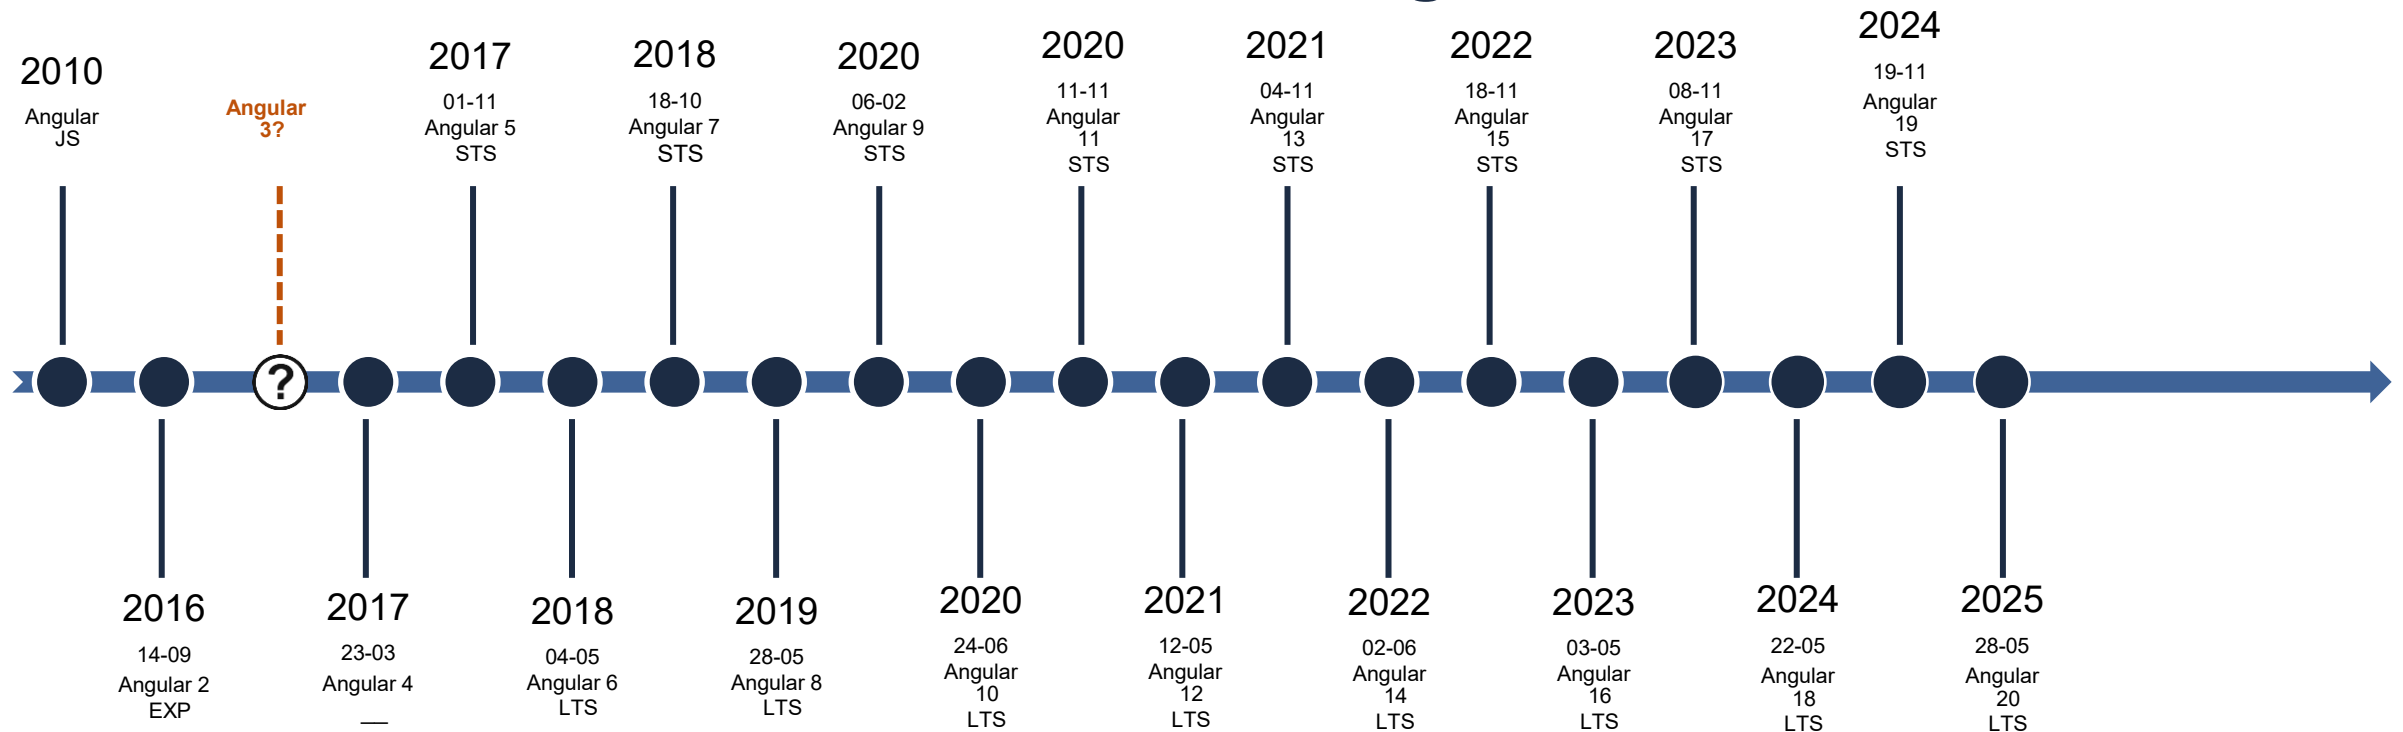 2010
Angular
JS
Angular
3?
2017
01-11
Angular 5
STS
2018
18-10
Angular 7
STS
2020
06-02
Angular 9
STS
2020
11-11
Angular
11
STS
2021
04-11
Angular
13
STS
2022
18-11
Angular
15
STS
2023
08-11
Angular
17
STS
2024
19-11
Angular
19
STS
?
2016
14-09
Angular 2
EXP
2017
23-03
Angular 4
__
2018
04-05
Angular 6
LTS
2019
28-05
Angular 8
LTS
2020
24-06
Angular
10
LTS
2021
12-05
Angular
12
LTS
2022
02-06
Angular
14
LTS
2023
03-05
Angular
16
LTS
2024
22-05
Angular
18
LTS
2025
28-05
Angular
20
LTS